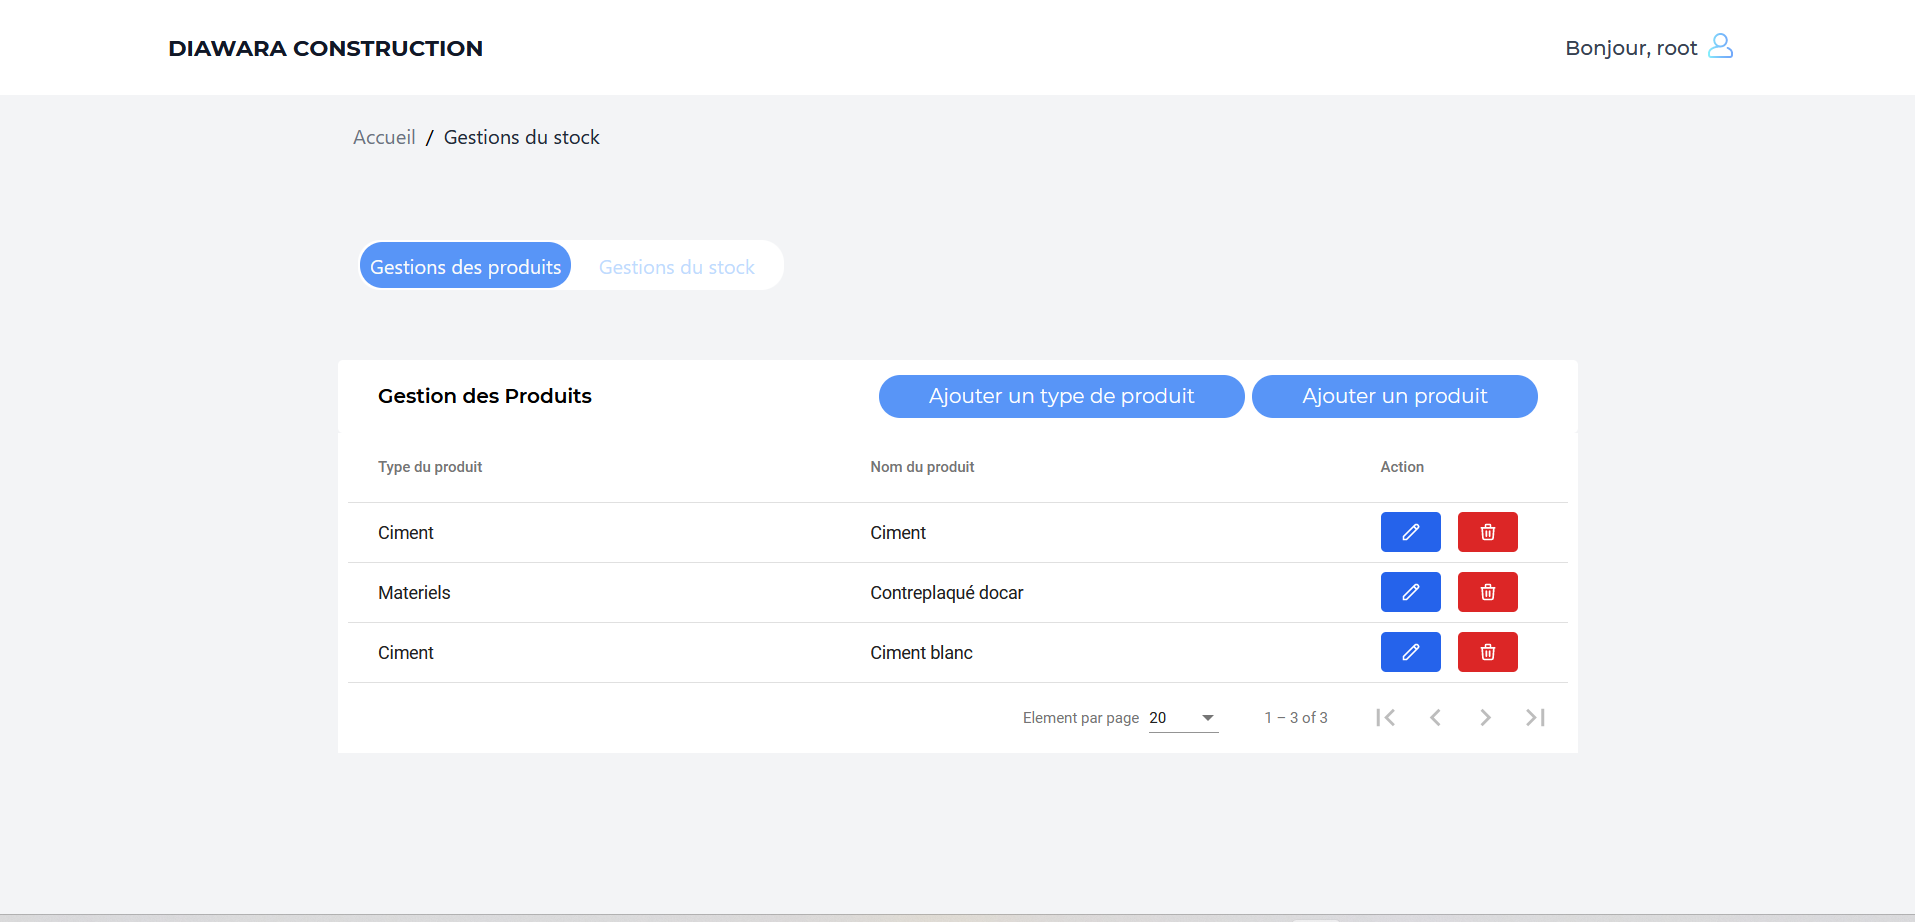 DIAWARA CONSTRUCTION
Bonjour, root
Accueil / Gestions du stock
Gestions des produits
Gestions du stock
Gestion des Produits
Ajouter un type de produit
Ajouter un produit
Type du produit
Nom du produit
Action
Ciment
Ciment
Materiels
Contreplaqué docar
Ciment
Ciment blanc
Element par page
20
1 – 3 of 3